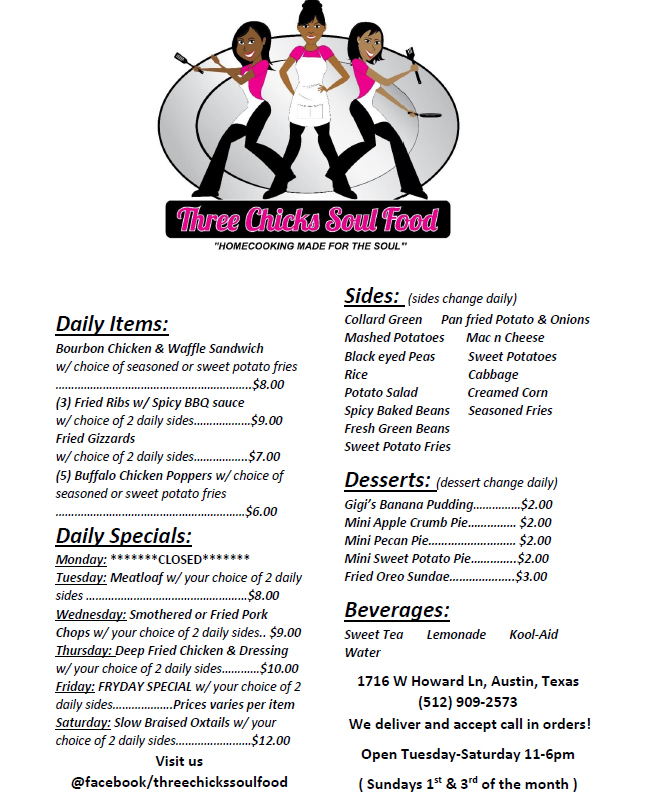 Three Chicks Soul Food
"HOMECOOKING MADE FOR THE SOUL"
Daily Items:
Bourbon Chicken & Waffle Sandwich
w/ choice of seasoned or sweet potato fries
……………………………………………………..$8.00
(3) Fried Ribs w/ Spicy BBQ sauce
w/ choice of 2 daily sides………………$9.00
Fried Gizzards
w/ choice of 2 daily sides……………..$7.00
(5) Buffalo Chicken Poppers w/ choice of
seasoned or sweet potato fries
……………………………………………………$6.00
Daily Specials:
Monday: *******CLOSED*******
Tuesday: Meatloaf w/ your choice of 2 daily
sides ……………………………………………$8.00
Wednesday: Smothered or Fried Pork
Chops w/ your choice of 2 daily sides.. $9.00
Thursday: Deep Fried Chicken & Dressing
w/ your choice of 2 daily sides…………$10.00
Friday: FRYDAY SPECIAL w/ your choice of 2
daily sides……………….Prices varies per item
Saturday: Slow Braised Oxtails w/ your
choice of 2 daily sides……………………$12.00
Visit us
@facebook/threechickssoulfood
Sides: (sides change daily)
Collard Green Pan fried Potato & Onions
Mashed Potatoes Mac n Cheese
Black eyed Peas Sweet Potatoes
Rice Cabbage
Potato Salad Creamed Corn
Spicy Baked Beans Seasoned Fries
Fresh Green Beans
Sweet Potato Fries
Desserts: (dessert change daily)
Gigi's Banana Pudding……………$2.00
Mini Apple Crumb Pie…………… $2.00
Mini Pecan Pie……………………… $2.00
Mini Sweet Potato Pie…………..$2.00
Fried Oreo Sundae………………..$3.00
Beverages:
Sweet Tea Lemonade Kool-Aid
Water
1716 W Howard Ln, Austin, Texas
(512) 909-2573
We deliver and accept call in orders!
Open Tuesday-Saturday 11-6pm
( Sundays 1st & 3rd of the month )